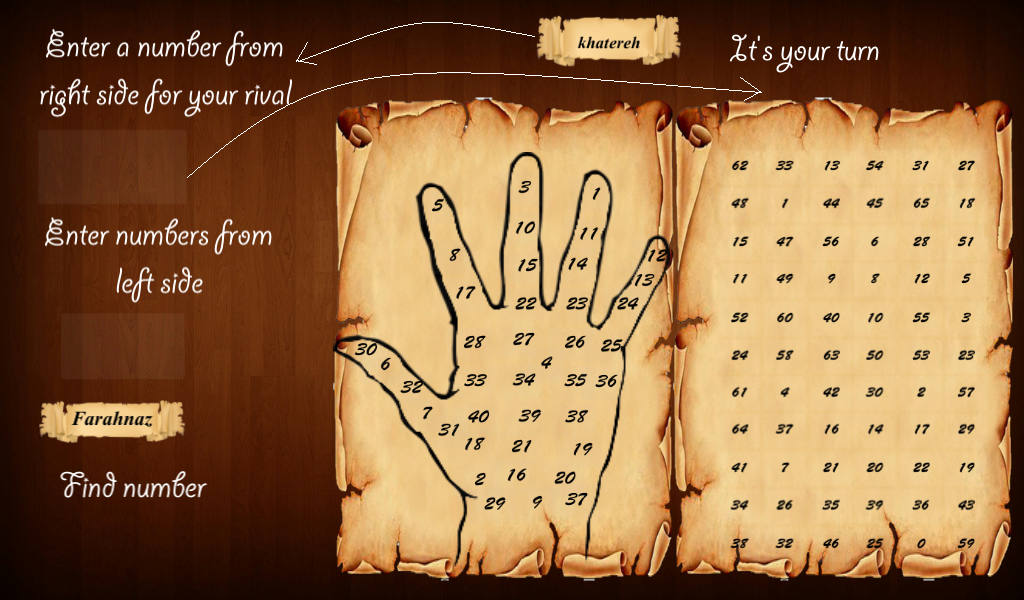 Enter a number from
right side for your rival
Enter numbers from
left side
Farahnaz
Find number
khatereh
It's your turn
5 3 1
8 10 11 12
17 15 14 13
22 23 24
28 27 26 25
30 6 4
32 33 34 35 36
7 40 39 38
31 18 21 19
2 16 20
29 9 37
62 33 13 54 31 27
48 1 44 45 65 18
15 47 56 6 28 51
11 49 9 8 12 5
52 60 40 10 55 3
24 58 63 50 53 23
61 4 42 30 2 57
64 37 16 14 17 29
41 7 21 20 22 19
34 26 35 39 36 43
38 32 46 25 0 59